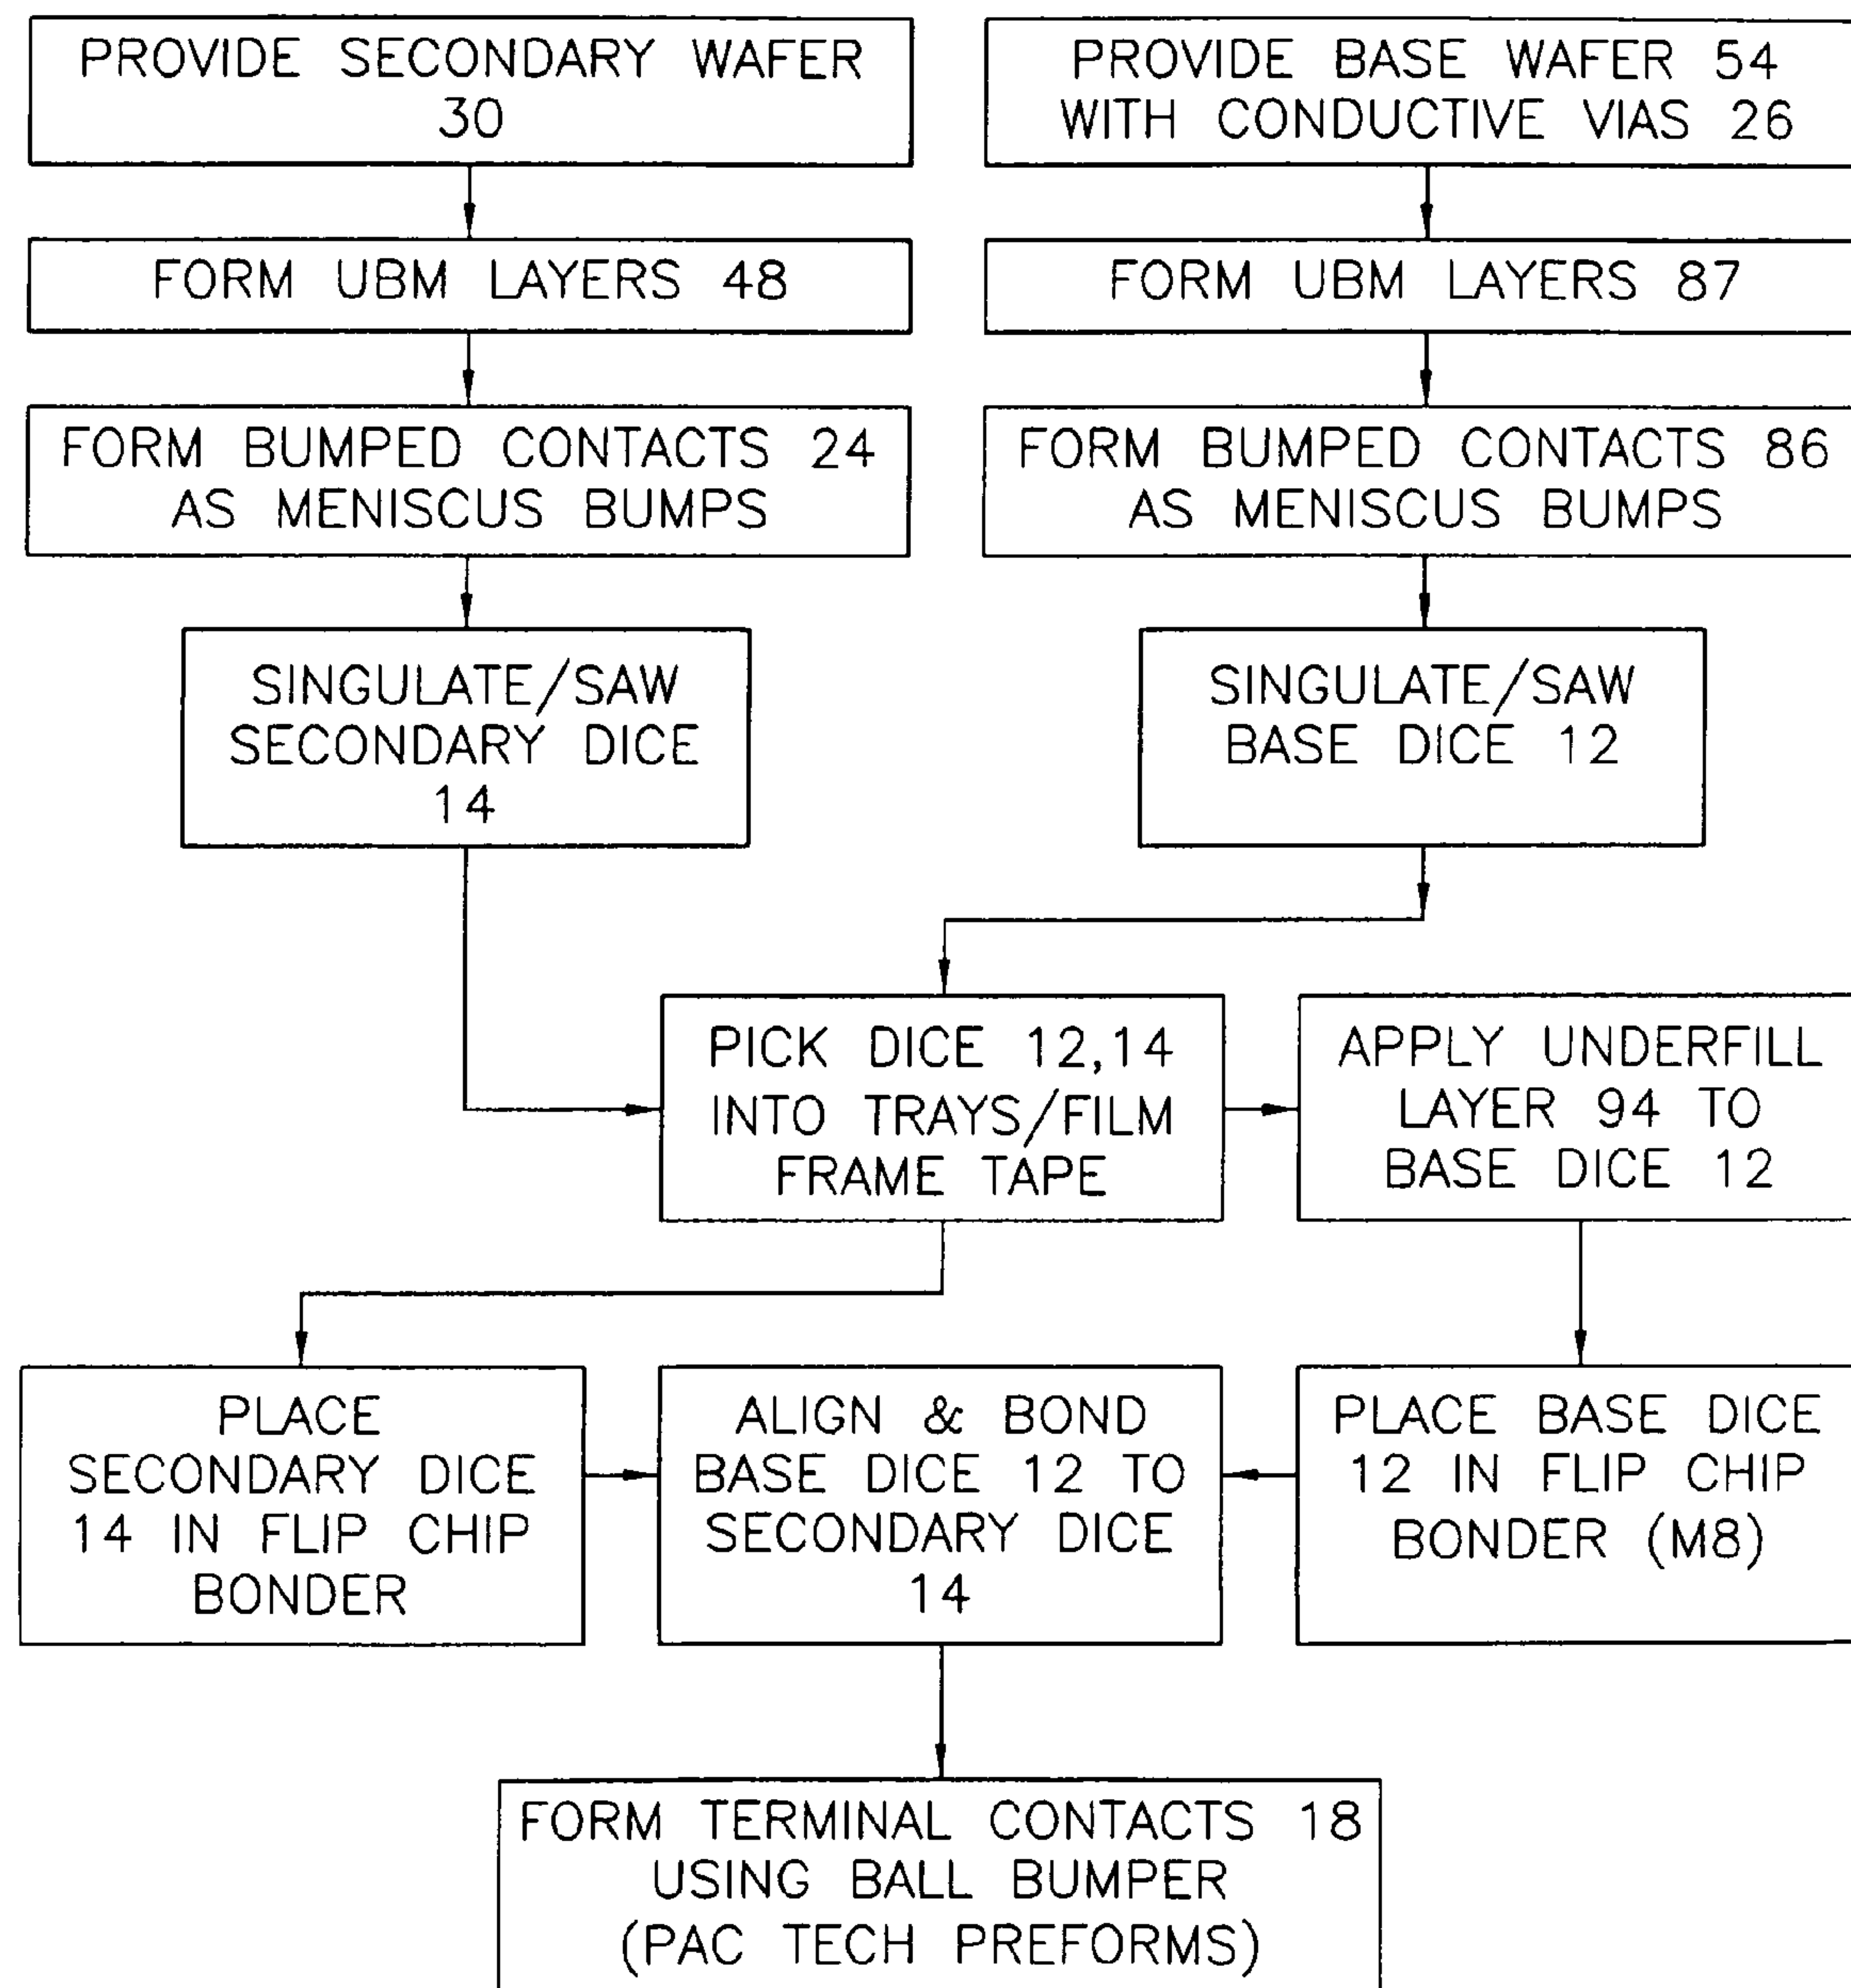 PROVIDE SECONDARY WAFER
30
PROVIDE BASE WAFER 54
WITH CONDUCTIVE VIAS 26
FORM UBM LAYERS 48
FORM UBM LAYERS 87
FORM BUMPED CONTACTS 24
AS MENISCUS BUMPS
FORM BUMPED CONTACTS 86
AS MENISCUS BUMPS
SINGULATE/SAW
SECONDARY DICE
14
SINGULATE/SAW
BASE DICE 12
PICK DICE 12,14
INTO TRAYS/FILM
FRAME TAPE
APPLY UNDERFILL
LAYER 94 TO
BASE DICE 12
PLACE
SECONDARY DICE
14 IN FLIP CHIP
BONDER
ALIGN & BOND
BASE DICE 12 TO
SECONDARY DICE
14
PLACE BASE DICE
12 IN FLIP CHIP
BONDER (M8)
FORM TERMINAL CONTACTS 18
USING BALL BUMPER
(PAC TECH PREFORMS)